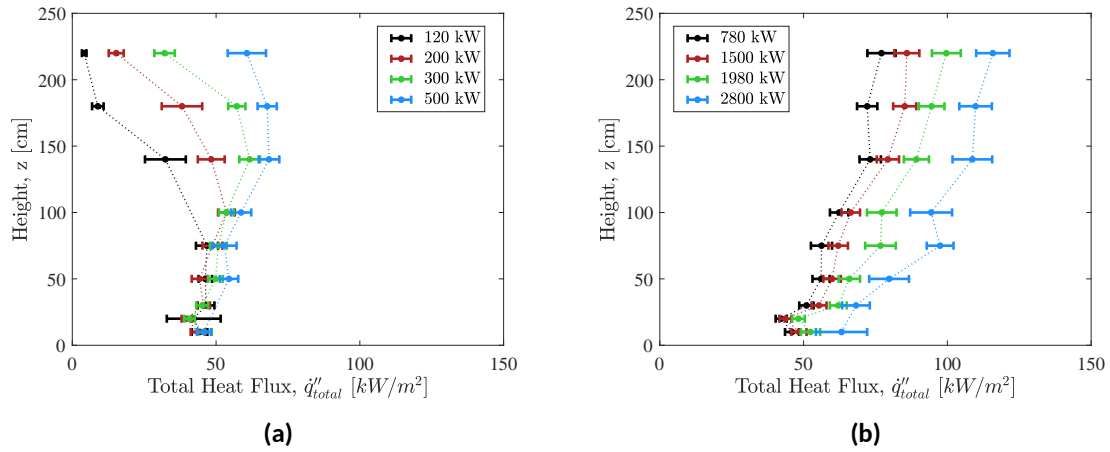 250
200
150
100
50
0
Height, z [cm]
120 kW
200 kW
300 kW
500 kW
0 50 100 150
Total Heat Flux, q̇″total [kW/m²]
(a)
250
200
150
100
50
0
Height, z [cm]
780 kW
1500 kW
1980 kW
2800 kW
0 50 100 150
Total Heat Flux, q̇″total [kW/m²]
(b)